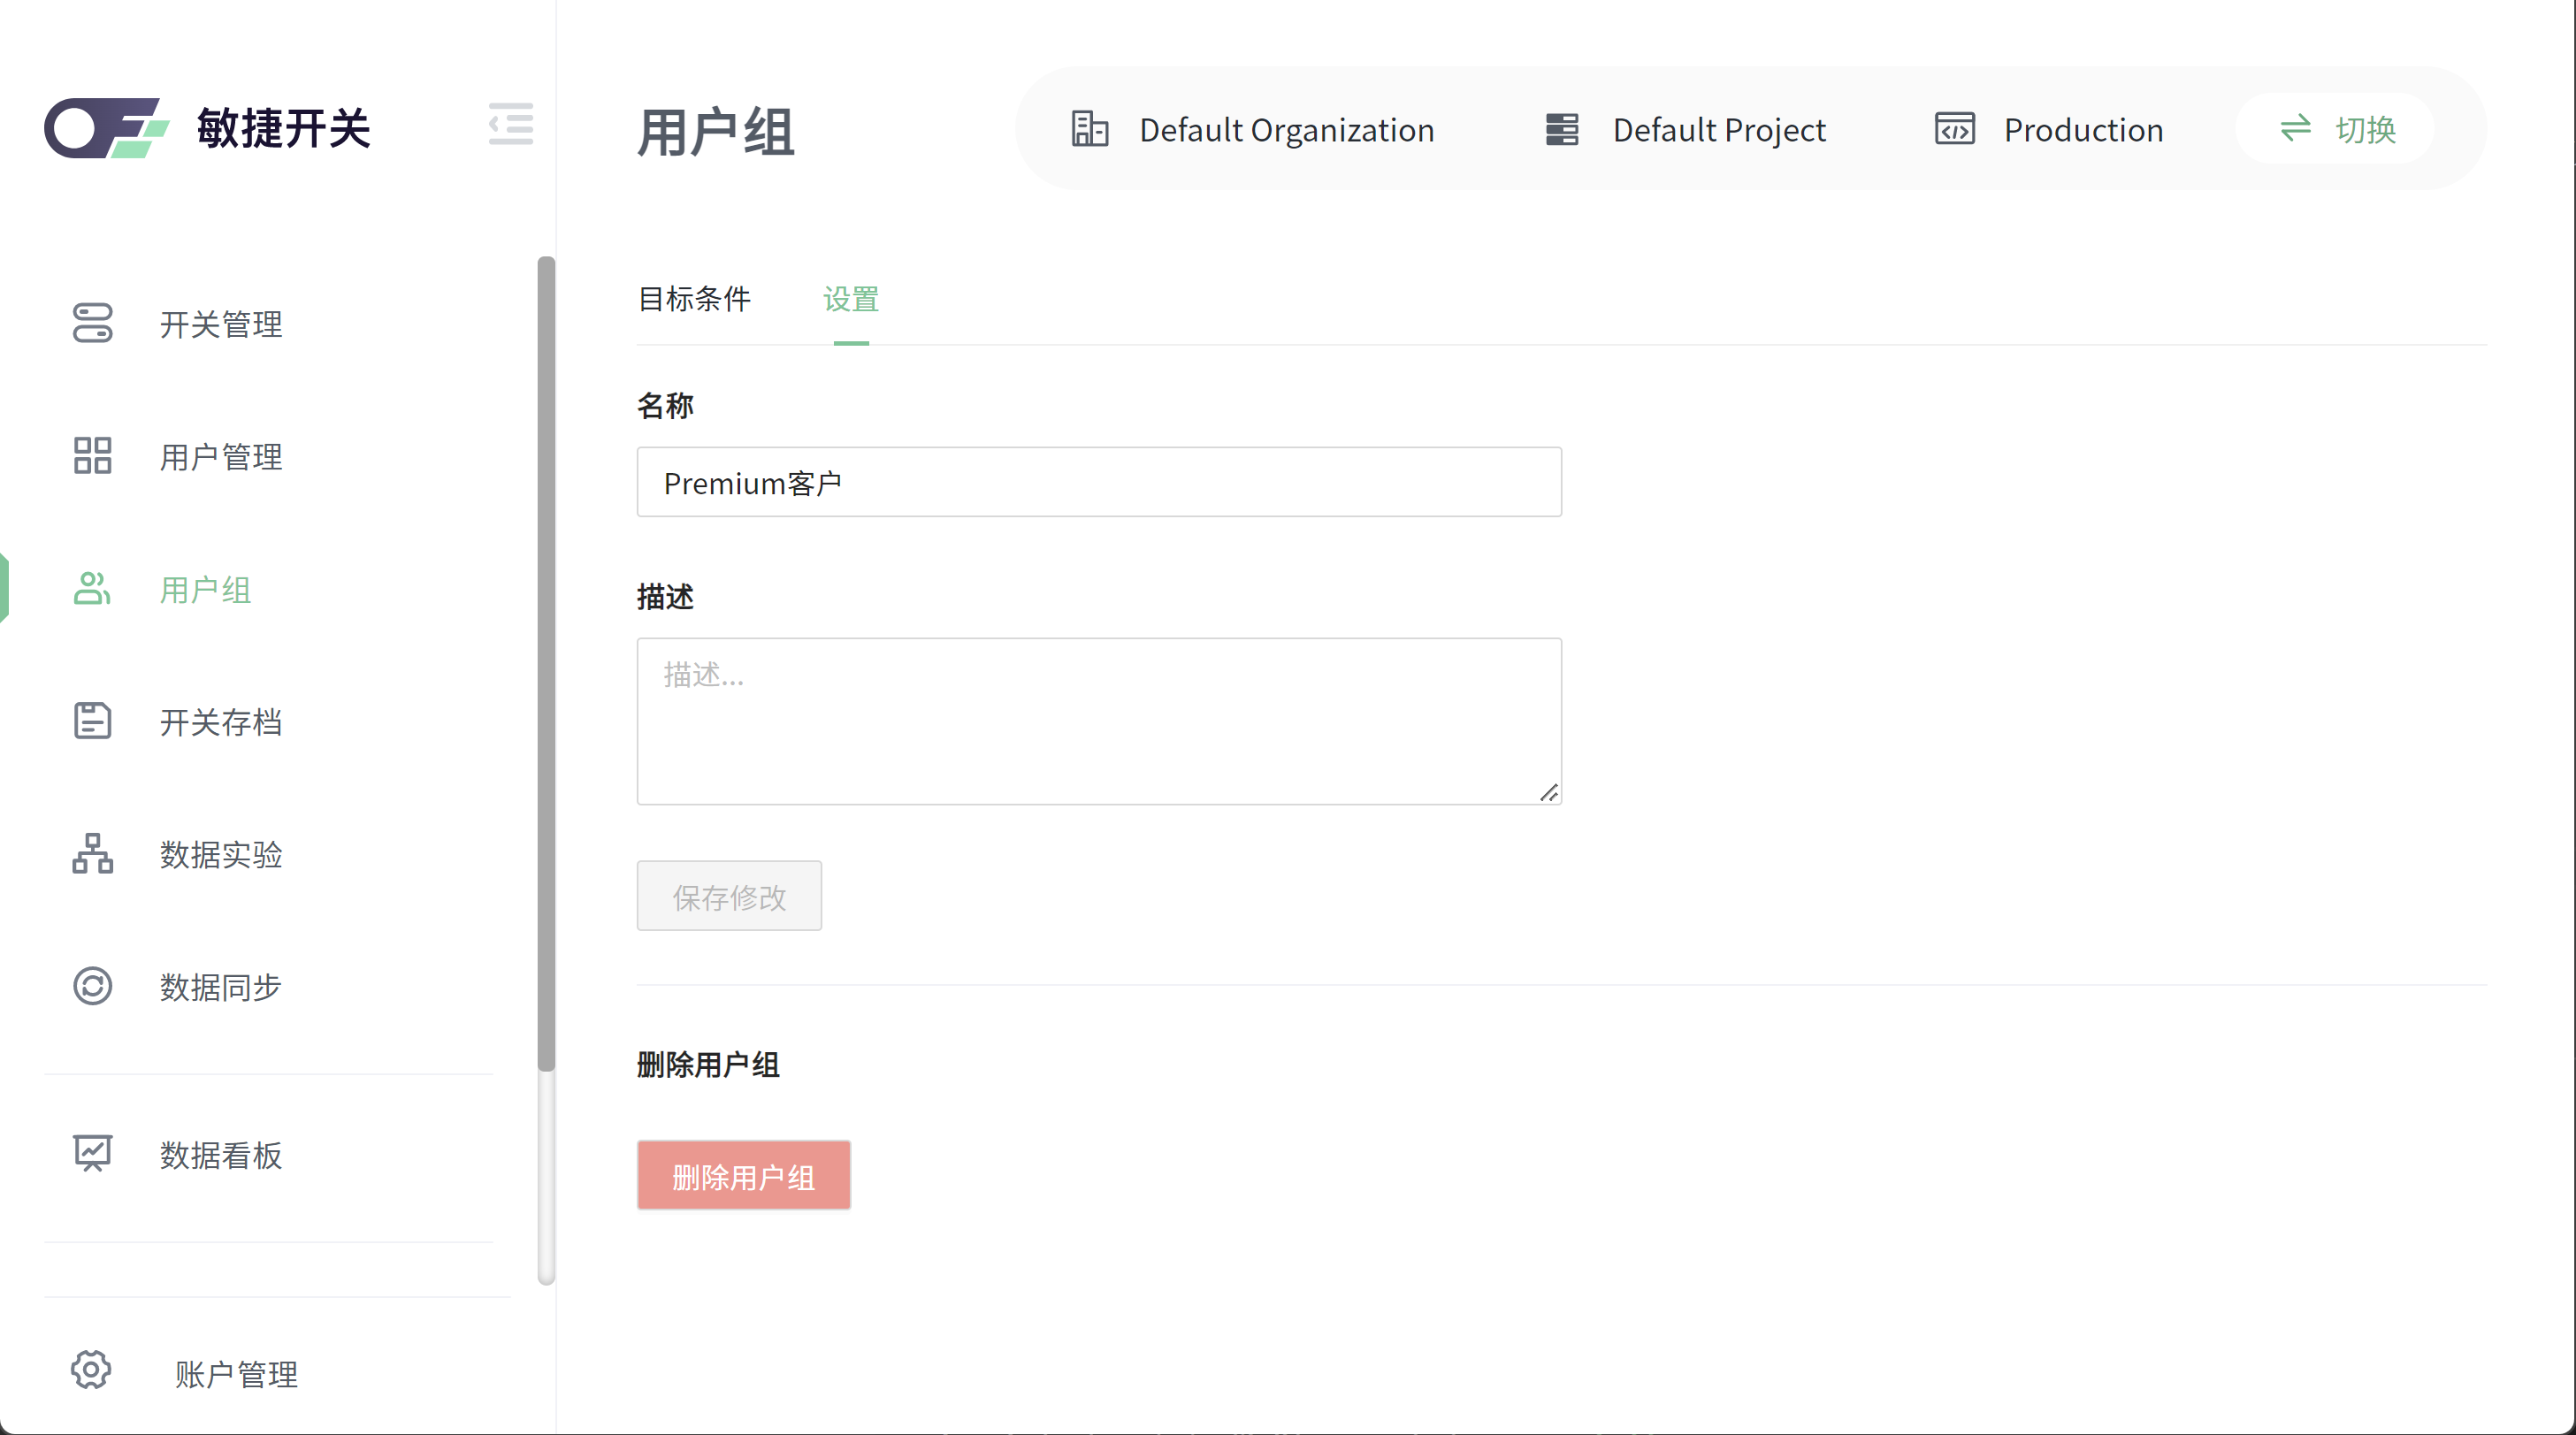 敏捷开关
用户组
Default Organization
Default Project
Production
切换
开关管理
用户管理
用户组
开关存档
数据实验
数据同步
数据看板
账户管理
目标条件
设置
名称
Premium客户
描述
描述...
保存修改
删除用户组
删除用户组